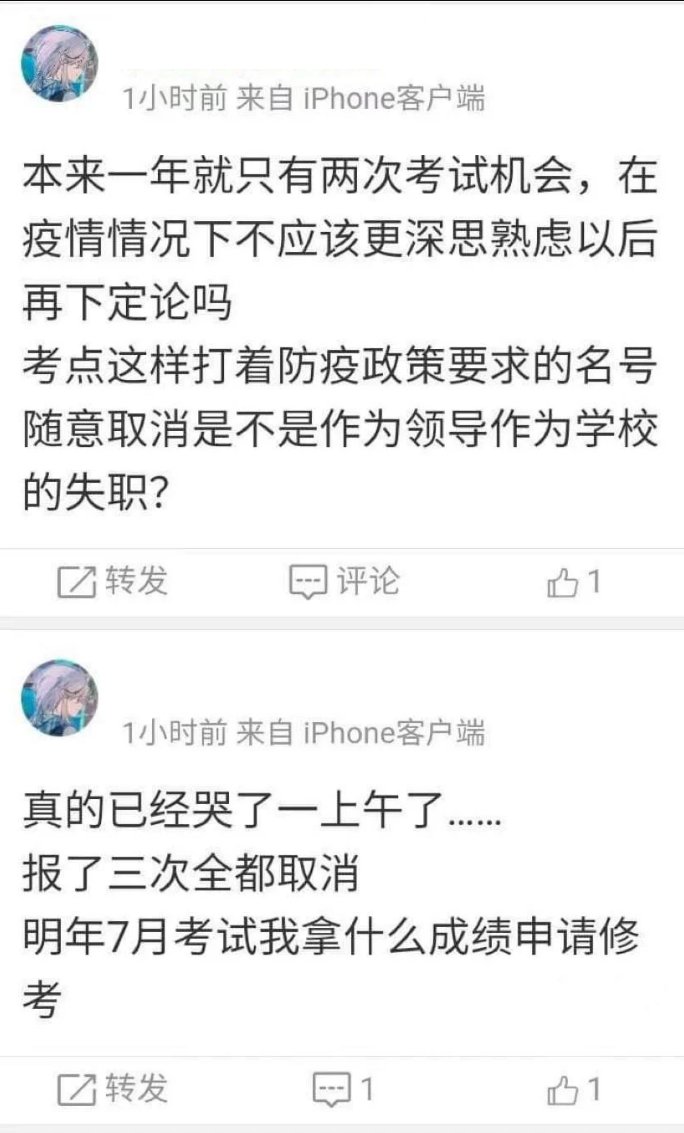 1小时前 来自 iPhone客户端
本来一年就只有两次考试机会，在
疫情情况下不应该更深思熟虑以后
再下定论吗
考点这样打着防疫政策要求的名号
随意取消是不是作为领导作为学校
的失职？
转发 评论 1
1小时前 来自 iPhone客户端
真的已经哭了一上午了……
报了三次全都取消
明年7月考试我拿什么成绩申请修
考
转发 1 1